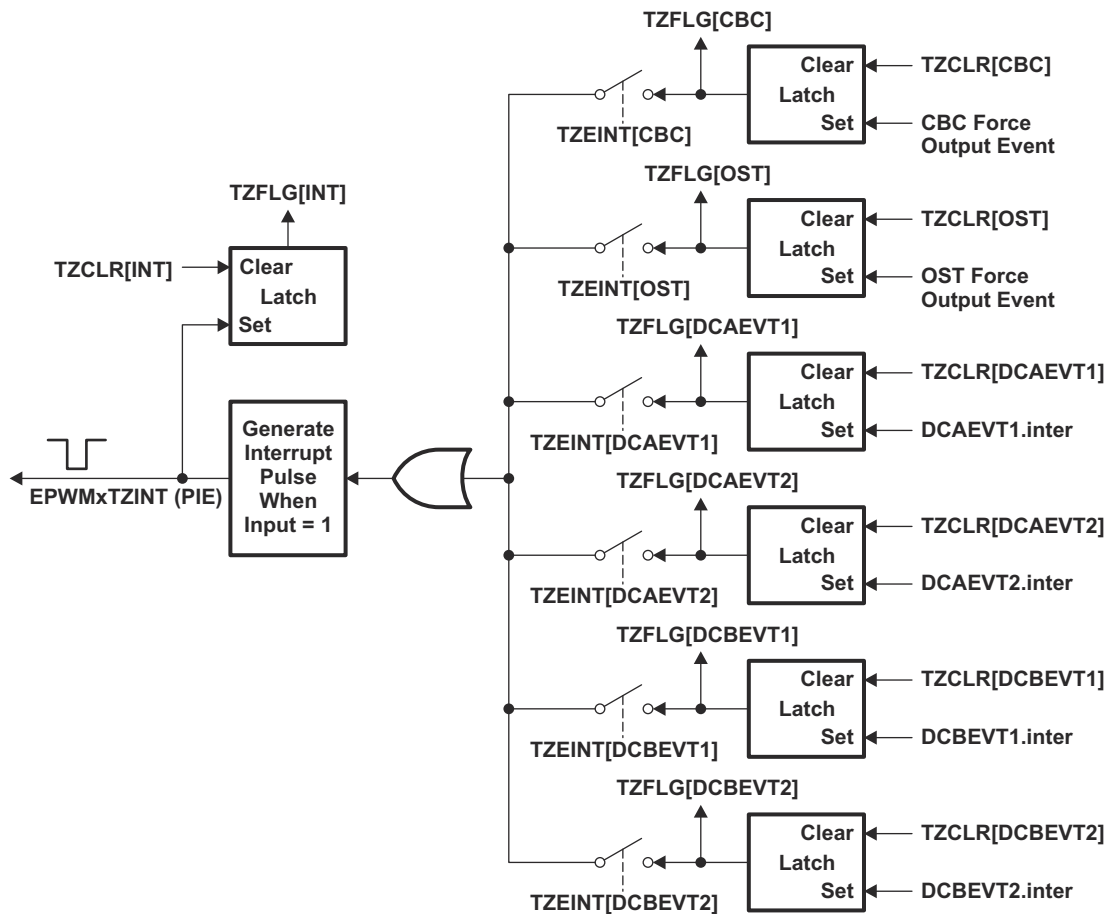 TZFLG[CBC]
Clear
Latch
Set
TZCLR[CBC]
CBC Force
Output Event
TZEINT[CBC]
TZFLG[OST]
Clear
Latch
Set
TZCLR[OST]
OST Force
Output Event
TZEINT[OST]
TZFLG[INT]
TZCLR[INT]
Clear
Latch
Set
Generate
Interrupt
Pulse
When
Input = 1
EPWMxTZINT (PIE)
TZFLG[DCAEVT1]
Clear
Latch
Set
TZCLR[DCAEVT1]
DCAEVT1.inter
TZEINT[DCAEVT1]
TZFLG[DCAEVT2]
Clear
Latch
Set
TZCLR[DCAEVT2]
DCAEVT2.inter
TZEINT[DCAEVT2]
TZFLG[DCBEVT1]
Clear
Latch
Set
TZCLR[DCBEVT1]
DCBEVT1.inter
TZEINT[DCBEVT1]
TZFLG[DCBEVT2]
Clear
Latch
Set
TZCLR[DCBEVT2]
DCBEVT2.inter
TZEINT[DCBEVT2]